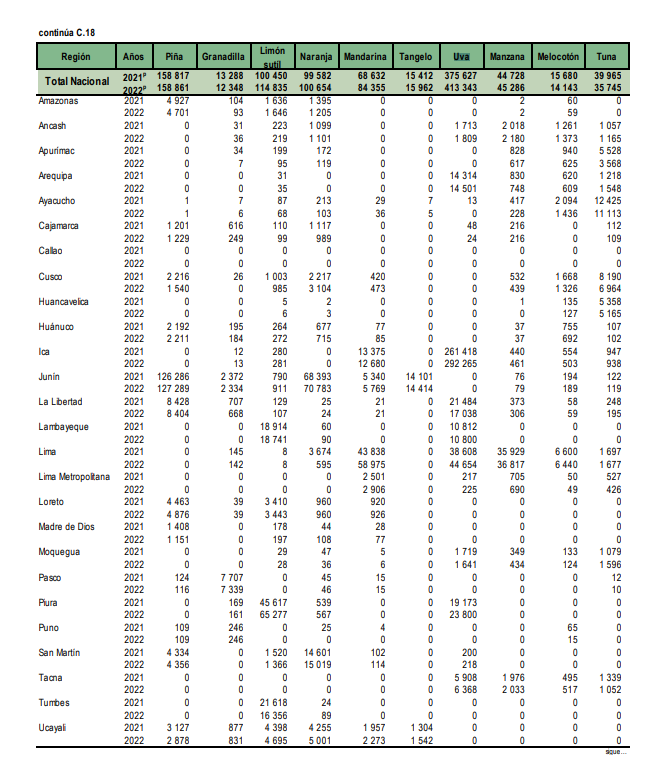 continúa C.18
Región Años Piña Granadilla Limón sutil Naranja Mandarina Tangelo Uva Manzana Melocotón Tuna
Total Nacional 2021ᵖ 158 817 13 288 100 450 99 582 68 632 15 412 375 627 44 728 15 680 39 965
2022ᵖ 158 861 12 348 114 835 100 654 84 355 15 962 413 343 45 286 14 143 35 745
Amazonas 2021 4 927 104 1 636 1 395 0 0 0 2 60 0
2022 4 701 93 1 646 1 205 0 0 0 2 59 0
Ancash 2021 0 31 223 1 099 0 0 1 713 2 018 1 261 1 057
2022 0 36 219 1 101 0 0 1 809 2 180 1 373 1 165
Apurímac 2021 0 34 199 172 0 0 0 828 940 5 528
2022 0 7 95 119 0 0 0 617 625 3 568
Arequipa 2021 0 0 31 0 0 0 14 314 830 620 1 218
2022 0 0 35 0 0 0 14 501 748 609 1 548
Ayacucho 2021 1 7 87 213 29 7 13 417 2 094 12 425
2022 1 6 68 103 36 5 0 228 1 436 11 113
Cajamarca 2021 1 201 616 110 1 117 0 0 48 216 0 112
2022 1 229 249 99 989 0 0 24 216 0 109
Callao 2021 0 0 0 0 0 0 0 0 0 0
2022 0 0 0 0 0 0 0 0 0 0
Cusco 2021 2 216 26 1 003 2 217 420 0 0 532 1 668 8 190
2022 1 540 0 985 3 104 473 0 0 439 1 326 6 964
Huancavelica 2021 0 0 5 2 0 0 0 1 135 5 358
2022 0 0 6 3 0 0 0 0 127 5 165
Huánuco 2021 2 192 195 264 677 77 0 0 37 755 107
2022 2 211 184 272 715 85 0 0 37 692 102
Ica 2021 0 12 280 0 13 375 0 261 418 440 554 947
2022 0 13 281 0 12 680 0 292 265 461 503 938
Junín 2021 126 286 2 372 790 68 393 5 340 14 101 0 76 194 122
2022 127 289 2 334 911 70 783 5 769 14 414 0 79 189 119
La Libertad 2021 8 428 707 129 25 21 0 21 484 373 58 248
2022 8 404 668 107 24 21 0 17 038 306 59 195
Lambayeque 2021 0 0 18 914 60 0 0 10 812 0 0 0
2022 0 0 18 741 90 0 0 10 800 0 0 0
Lima 2021 0 145 8 3 674 43 838 0 38 608 35 929 6 600 1 697
2022 0 142 8 595 58 975 0 44 654 36 817 6 440 1 677
Lima Metropolitana 2021 0 0 0 0 2 501 0 217 705 50 527
2022 0 0 0 0 2 906 0 225 690 49 426
Loreto 2021 4 463 39 3 410 960 920 0 0 0 0 0
2022 4 876 39 3 443 960 926 0 0 0 0 0
Madre de Dios 2021 1 408 0 178 44 28 0 0 0 0 0
2022 1 151 0 197 108 77 0 0 0 0 0
Moquegua 2021 0 0 29 47 5 0 1 719 349 133 1 079
2022 0 0 28 36 6 0 1 641 434 124 1 596
Pasco 2021 124 7 707 0 45 15 0 0 0 0 12
2022 116 7 339 0 46 15 0 0 0 0 10
Piura 2021 0 169 45 617 539 0 0 19 173 0 0 0
2022 0 161 65 277 567 0 0 23 800 0 0 0
Puno 2021 109 246 0 25 4 0 0 0 65 0
2022 109 246 0 0 0 0 0 0 15 0
San Martín 2021 4 334 0 1 520 14 601 102 0 200 0 0 0
2022 4 356 0 1 366 15 019 114 0 218 0 0 0
Tacna 2021 0 0 0 0 0 0 5 908 1 976 495 1 339
2022 0 0 0 0 0 0 6 368 2 033 517 1 052
Tumbes 2021 0 0 21 618 24 0 0 0 0 0 0
2022 0 0 16 356 89 0 0 0 0 0 0
Ucayali 2021 3 127 877 4 398 4 255 1 957 1 304 0 0 0 0
2022 2 878 831 4 695 5 001 2 273 1 542 0 0 0 0
sigue…